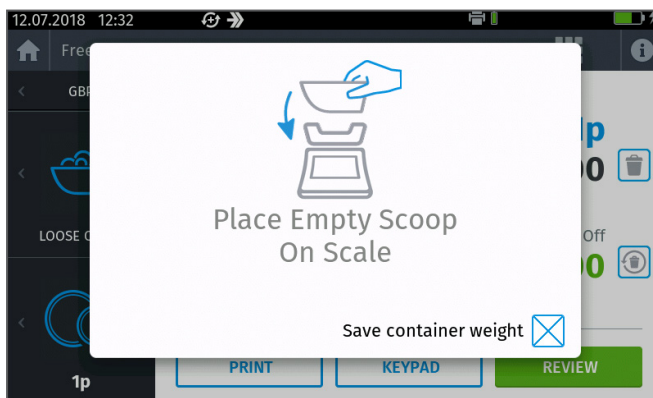 12.07.2018 12:32
Free
GBP
1p
LOOSE C
Off
Place Empty Scoop
On Scale
Save container weight
1p
PRINT
KEYPAD
REVIEW